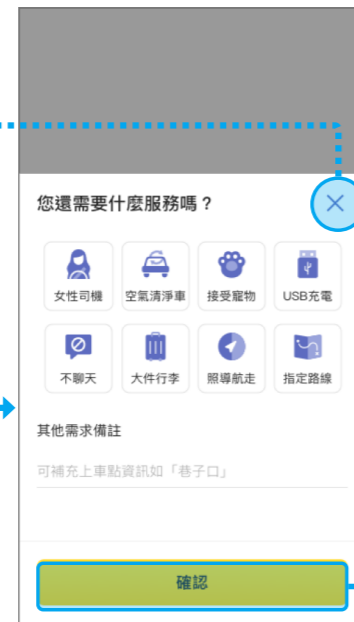 您還需要什麼服務嗎？
女性司機 空氣清淨車 接受寵物 USB充電
不聊天 大件行李 照導航走 指定路線
其他需求備註
可補充上車點資訊如「巷子口」
確認